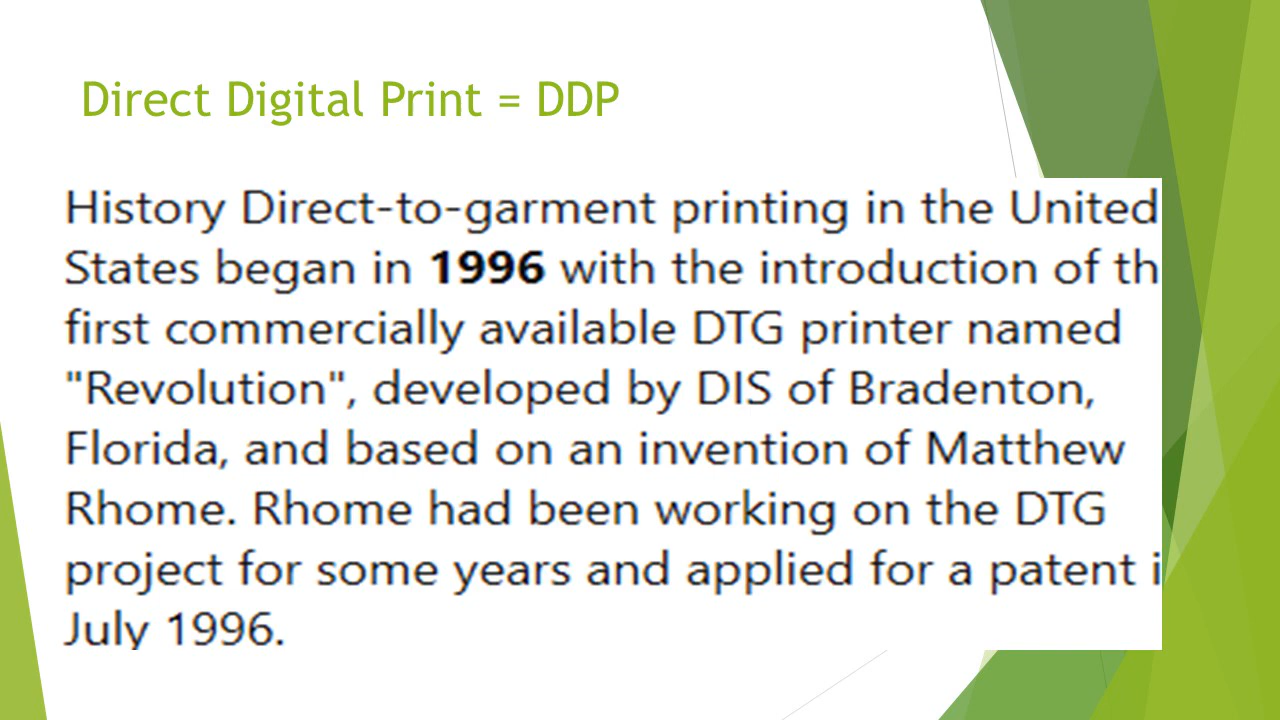 Direct Digital Print = DDP
History Direct-to-garment printing in the United
States began in 1996 with the introduction of th
first commercially available DTG printer named
"Revolution", developed by DIS of Bradenton,
Florida, and based on an invention of Matthew
Rhome. Rhome had been working on the DTG
project for some years and applied for a patent i
July 1996.